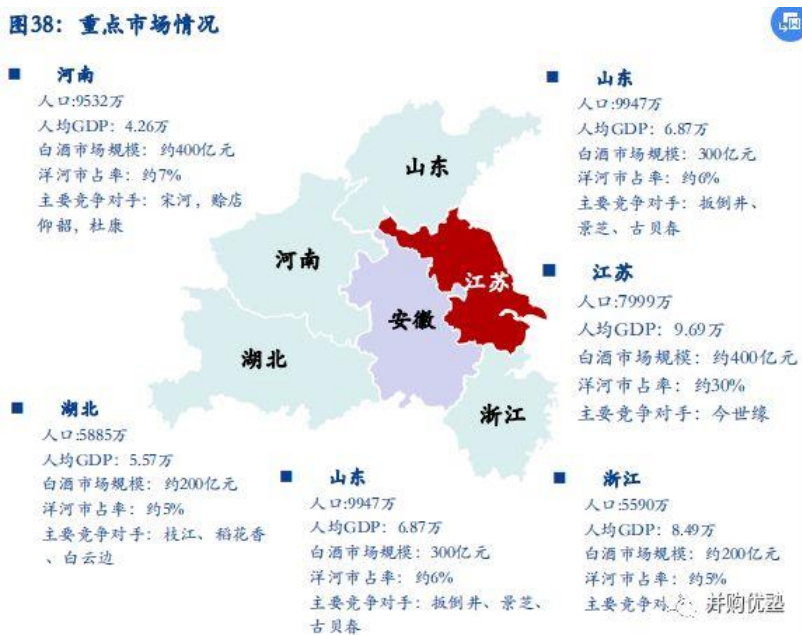 图38：重点市场情况
■ 河南
人口:9532万
人均GDP：4.26万
白酒市场规模：约400亿元
洋河市占率：约7%
主要竞争对手：宋河，赊店
仰韶，杜康
■ 山东
人口:9947万
人均GDP：6.87万
白酒市场规模：300亿元
洋河市占率：约6%
主要竞争对手：扳倒井、
景芝、古贝春
山东
河南
江苏
安徽
湖北
浙江
■ 江苏
人口:7999万
人均GDP：9.69万
白酒市场规模：约400亿元
洋河市占率：约30%
主要竞争对手：今世缘
■ 湖北
人口:5885万
人均GDP：5.57万
白酒市场规模：约200亿元
洋河市占率：约5%
主要竞争对手：枝江、稻花香
、白云边
■ 山东
人口:9947万
人均GDP：6.87万
白酒市场规模：300亿元
洋河市占率：约6%
主要竞争对手：扳倒井、景芝、
古贝春
■ 浙江
人口:5590万
人均GDP：8.49万
白酒市场规模：约200亿元
洋河市占率：约5%
主要竞争对
并购优塾